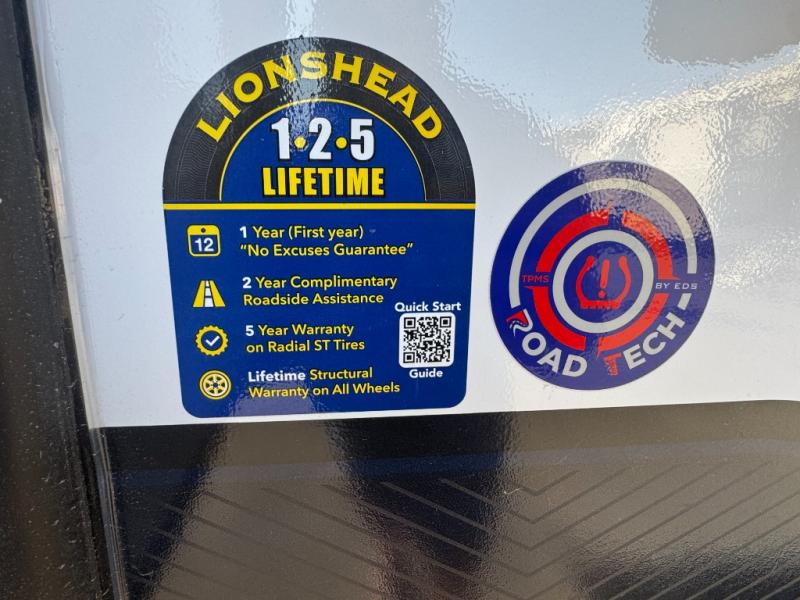 LIONSHEAD
1•2•5
LIFETIME
12
1 Year (First year)
"No Excuses Guarantee"
2 Year Complimentary
Roadside Assistance
5 Year Warranty
on Radial ST Tires
Lifetime Structural
Warranty on All Wheels
Quick Start
Guide
TPMS
BY EDS
ROAD TECH